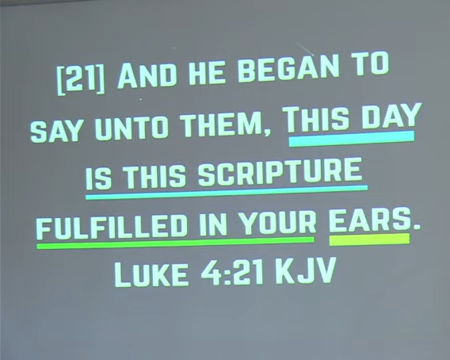 [21] AND HE BEGAN TO
SAY UNTO THEM, THIS DAY
IS THIS SCRIPTURE
FULFILLED IN YOUR EARS.
LUKE 4:21 KJV